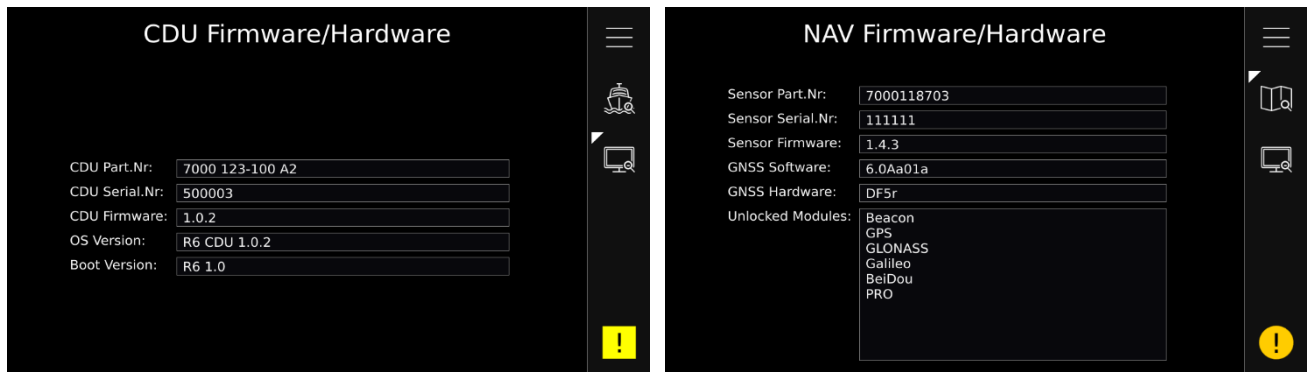 CDU Firmware/Hardware
CDU Part.Nr: 7000 123-100 A2
CDU Serial.Nr: 500003
CDU Firmware: 1.0.2
OS Version: R6 CDU 1.0.2
Boot Version: R6 1.0
!
NAV Firmware/Hardware
Sensor Part.Nr: 7000118703
Sensor Serial.Nr: 111111
Sensor Firmware: 1.4.3
GNSS Software: 6.0Aa01a
GNSS Hardware: DF5r
Unlocked Modules: Beacon
GPS
GLONASS
Galileo
BeiDou
PRO
!